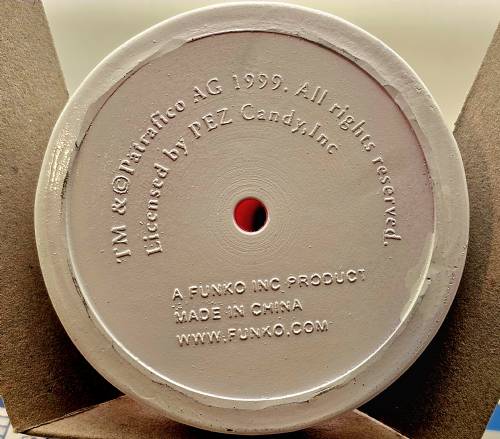 TM & © Patrafico AG 1999. All rights reserved.
Licensed by PEZ Candy, Inc
A FUNKO INC PRODUCT
MADE IN CHINA
WWW.FUNKO.COM